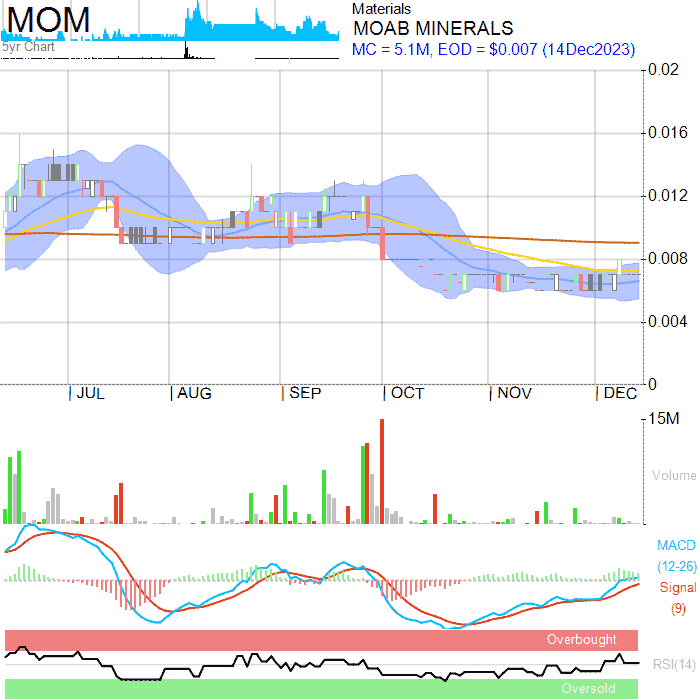 MOM
Materials
MOAB MINERALS
5yr Chart
MC = 5.1M, EOD = $0.007 (14Dec2023)
0.02
0.016
0.012
0.008
0.004
0
JUL AUG SEP OCT NOV DEC
15M
Volume
MACD
(12-26)
Signal
(9)
Overbought
RSI(14)
Oversold